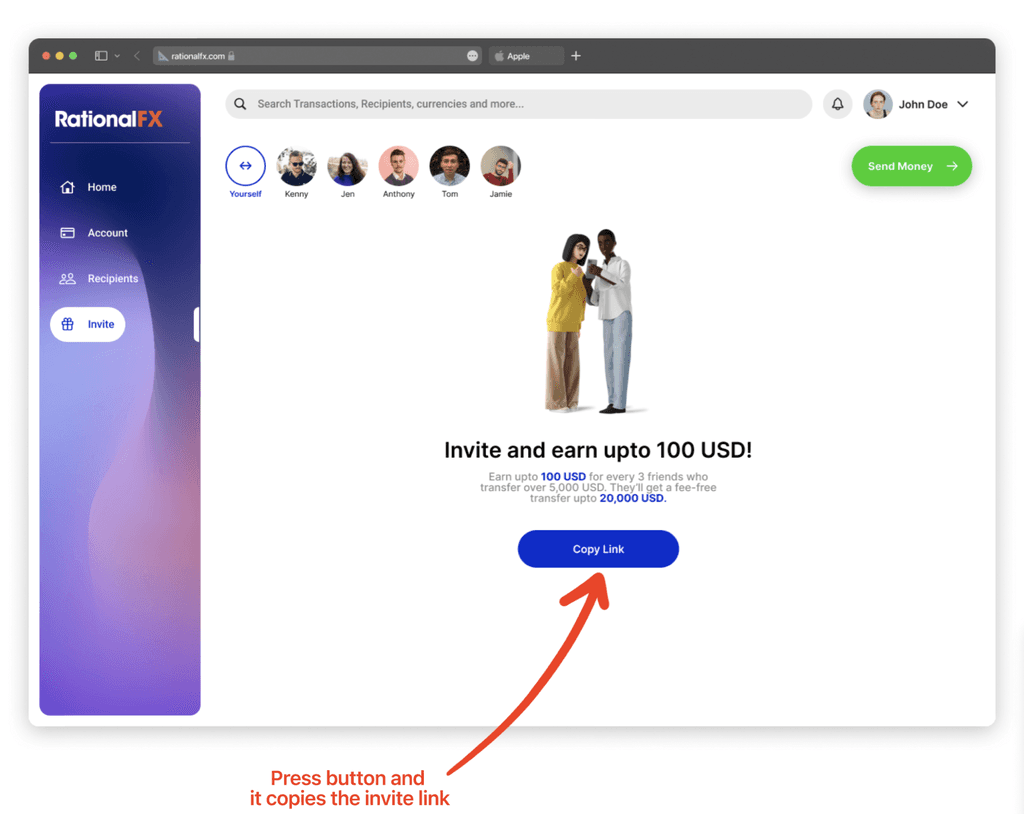 rationalfx.com
Apple
RationalFX
Search Transactions, Recipients, currencies and more...
John Doe
Home
Account
Recipients
Invite
Yourself
Kenny
Jen
Anthony
Tom
Jamie
Send Money
Invite and earn upto 100 USD!
Earn upto 100 USD for every 3 friends who
transfer over 5,000 USD. They'll get a fee-free
transfer upto 20,000 USD.
Copy Link
Press button and
it copies the invite link